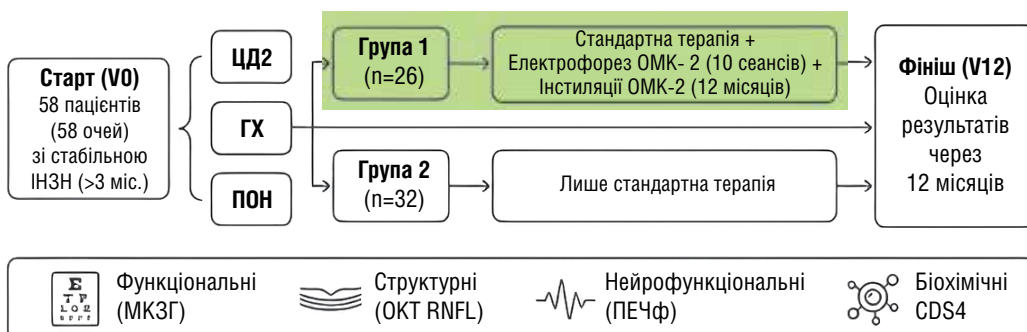 Старт (V0)
58 пацієнтів
(58 очей)
зі стабільною
ІНЗН (>3 міс.)
ЦД2
ГХ
ПОН
Група 1
(n=26)
Стандартна терапія +
Електрофорез ОМК- 2 (10 сеансів) +
Інстиляції ОМК-2 (12 місяців)
Група 2
(n=32)
Лише стандартна терапія
Фініш (V12)
Оцінка
результатів
через
12 місяців
E
T P
L O Z
Функціональні
(МКЗГ)
Структурні
(ОКТ RNFL)
Нейрофункціональні
(ПЕЧф)
Біохімічні
CDS4